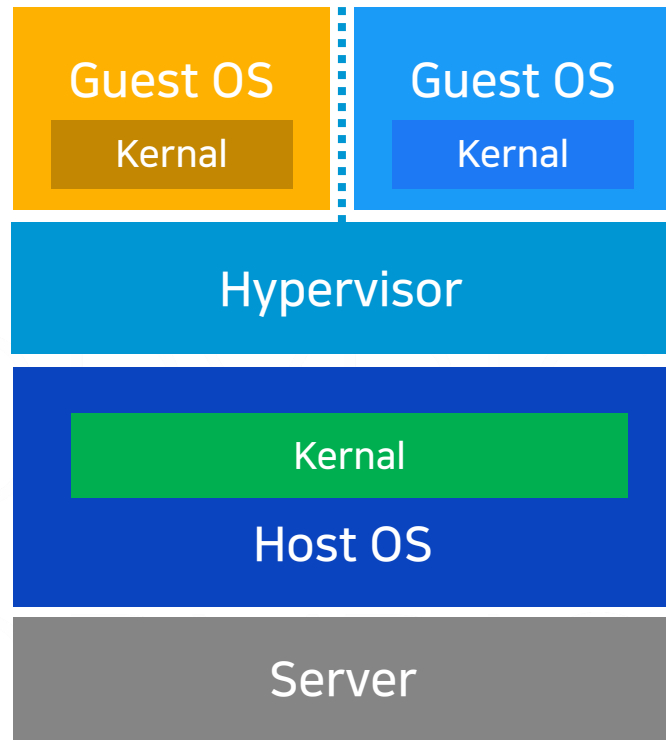 Guest OS
Guest OS
Kernal
Kernal
Hypervisor
Kernal
Host OS
Server